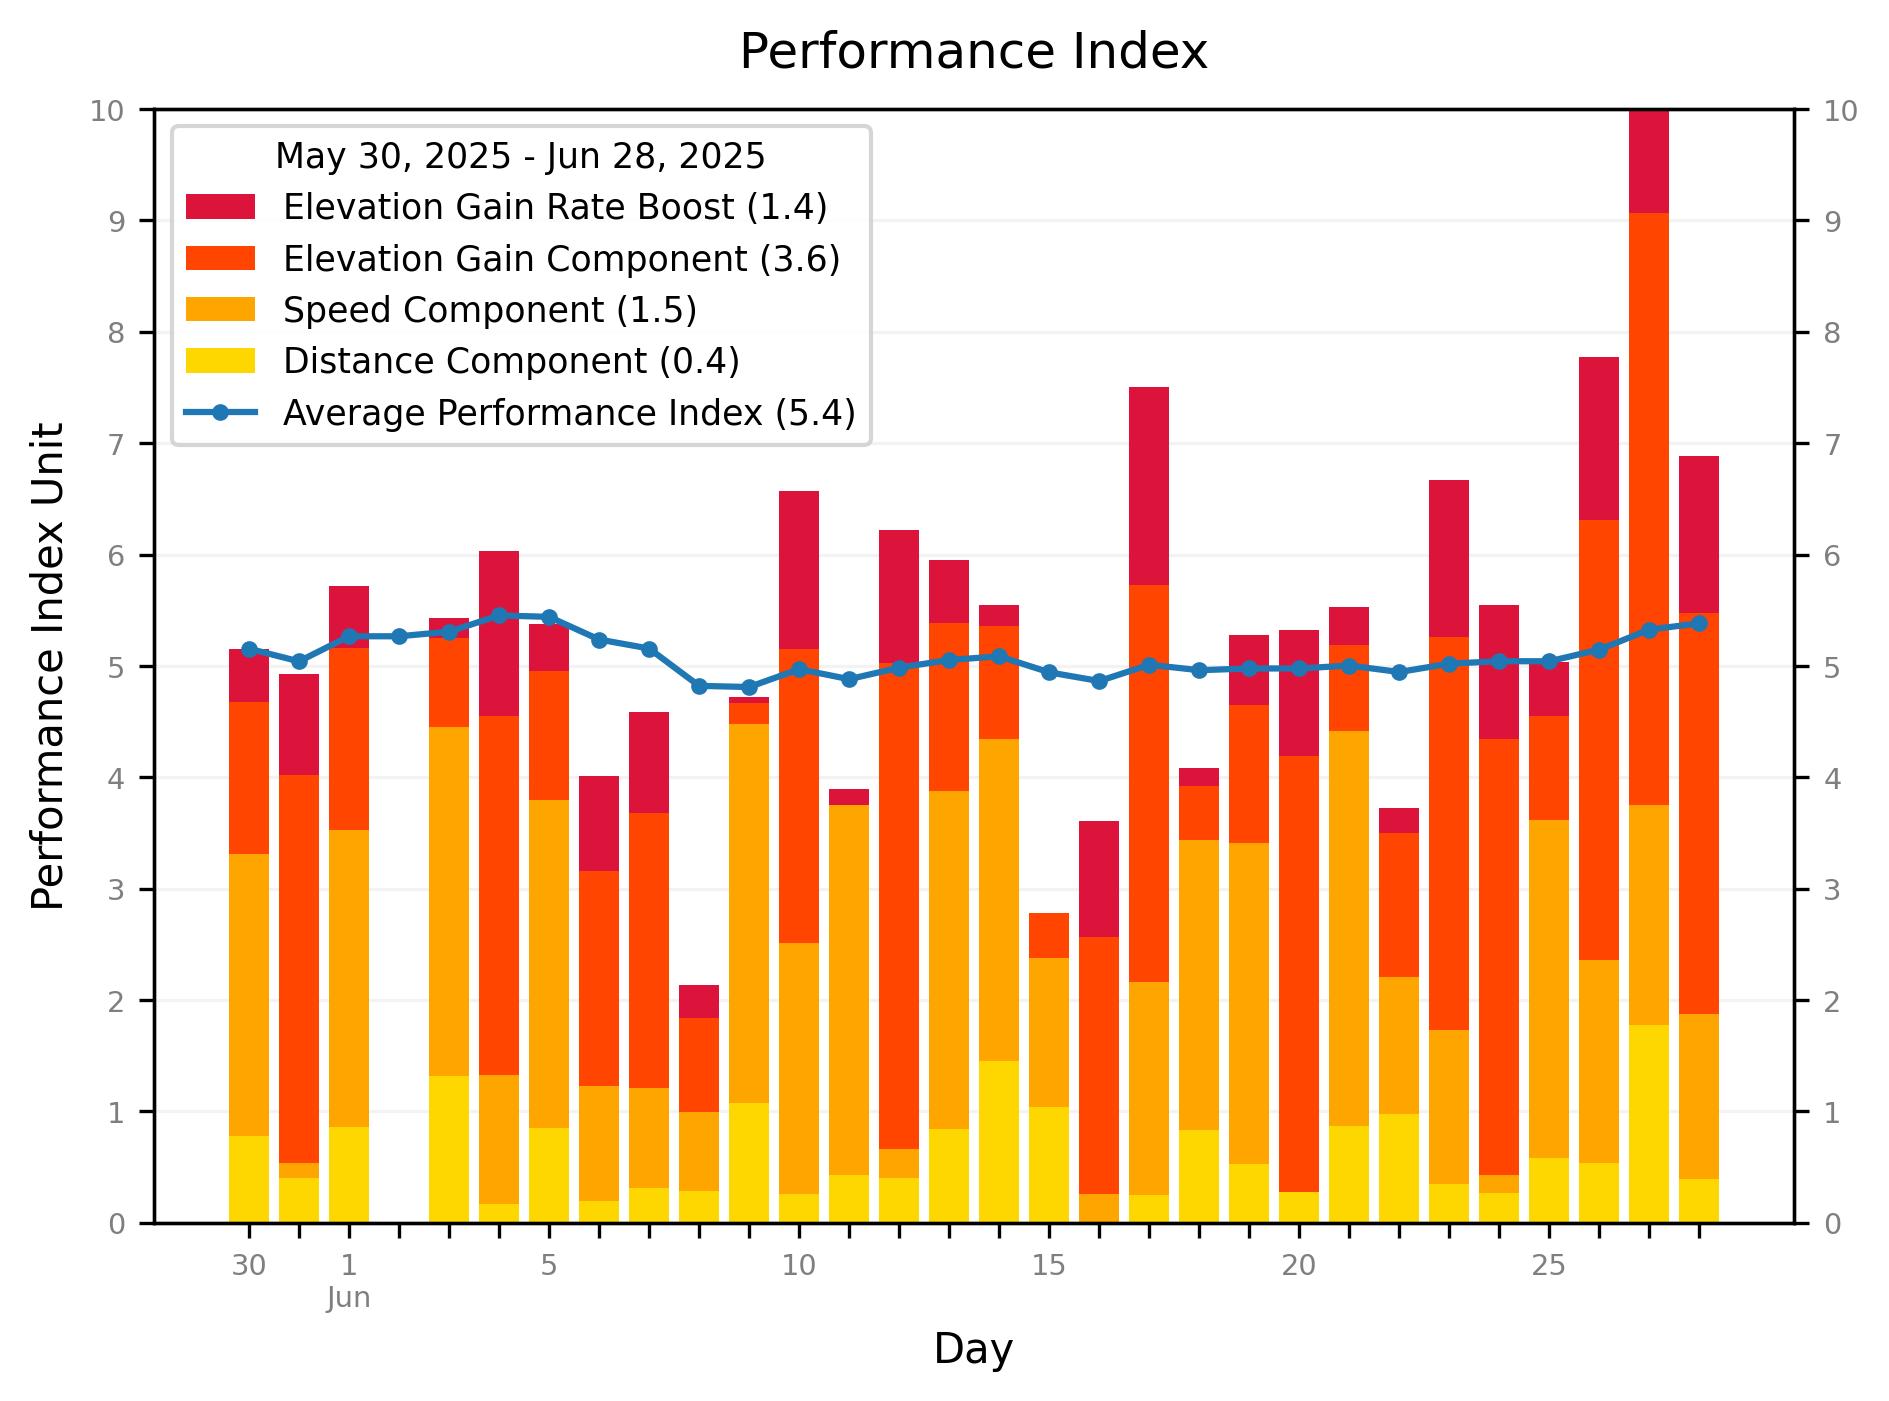 Performance Index
10
9
8
7
6
5
4
3
2
1
0
Performance Index Unit
May 30, 2025 - Jun 28, 2025
Elevation Gain Rate Boost (1.4)
Elevation Gain Component (3.6)
Speed Component (1.5)
Distance Component (0.4)
Average Performance Index (5.4)
10
9
8
7
6
5
4
3
2
1
0
30 1 5 10 15 20 25
Jun
Day